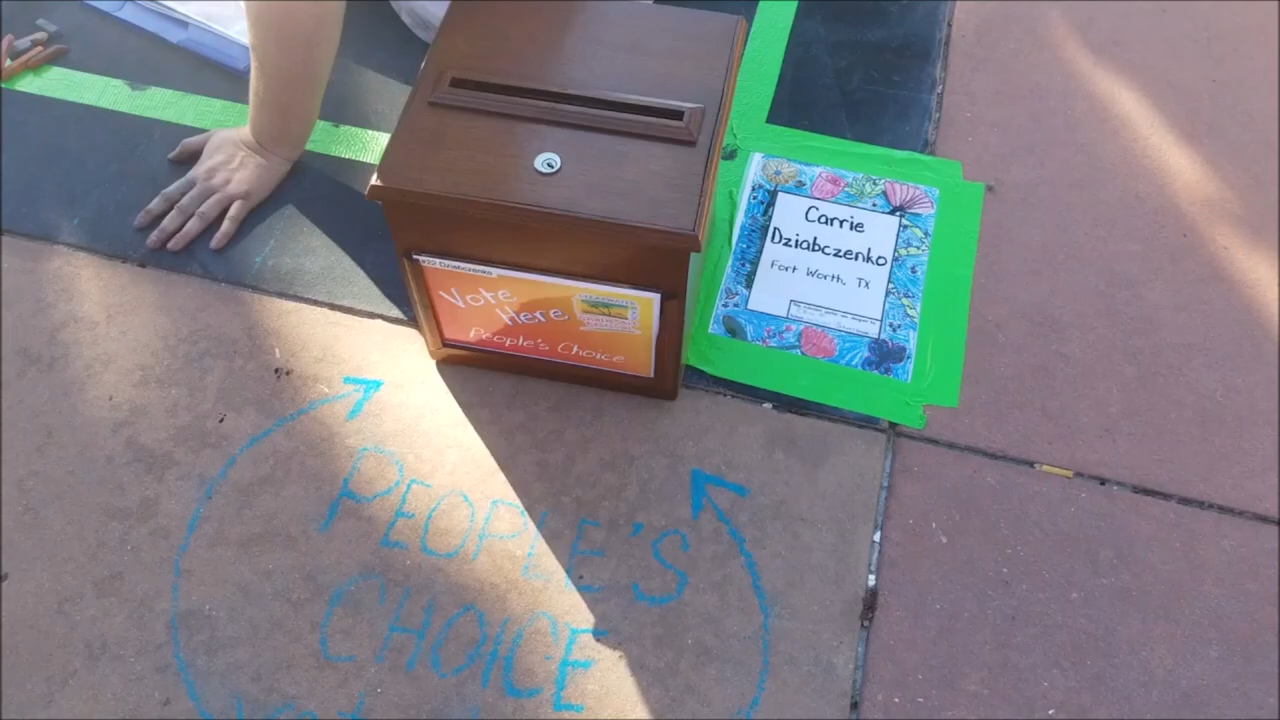 Carrie
Dziabczenko
Fort Worth, TX
#22 Dziabczenko
Vote
Here
People's Choice
PEOPLE'S
CHOICE